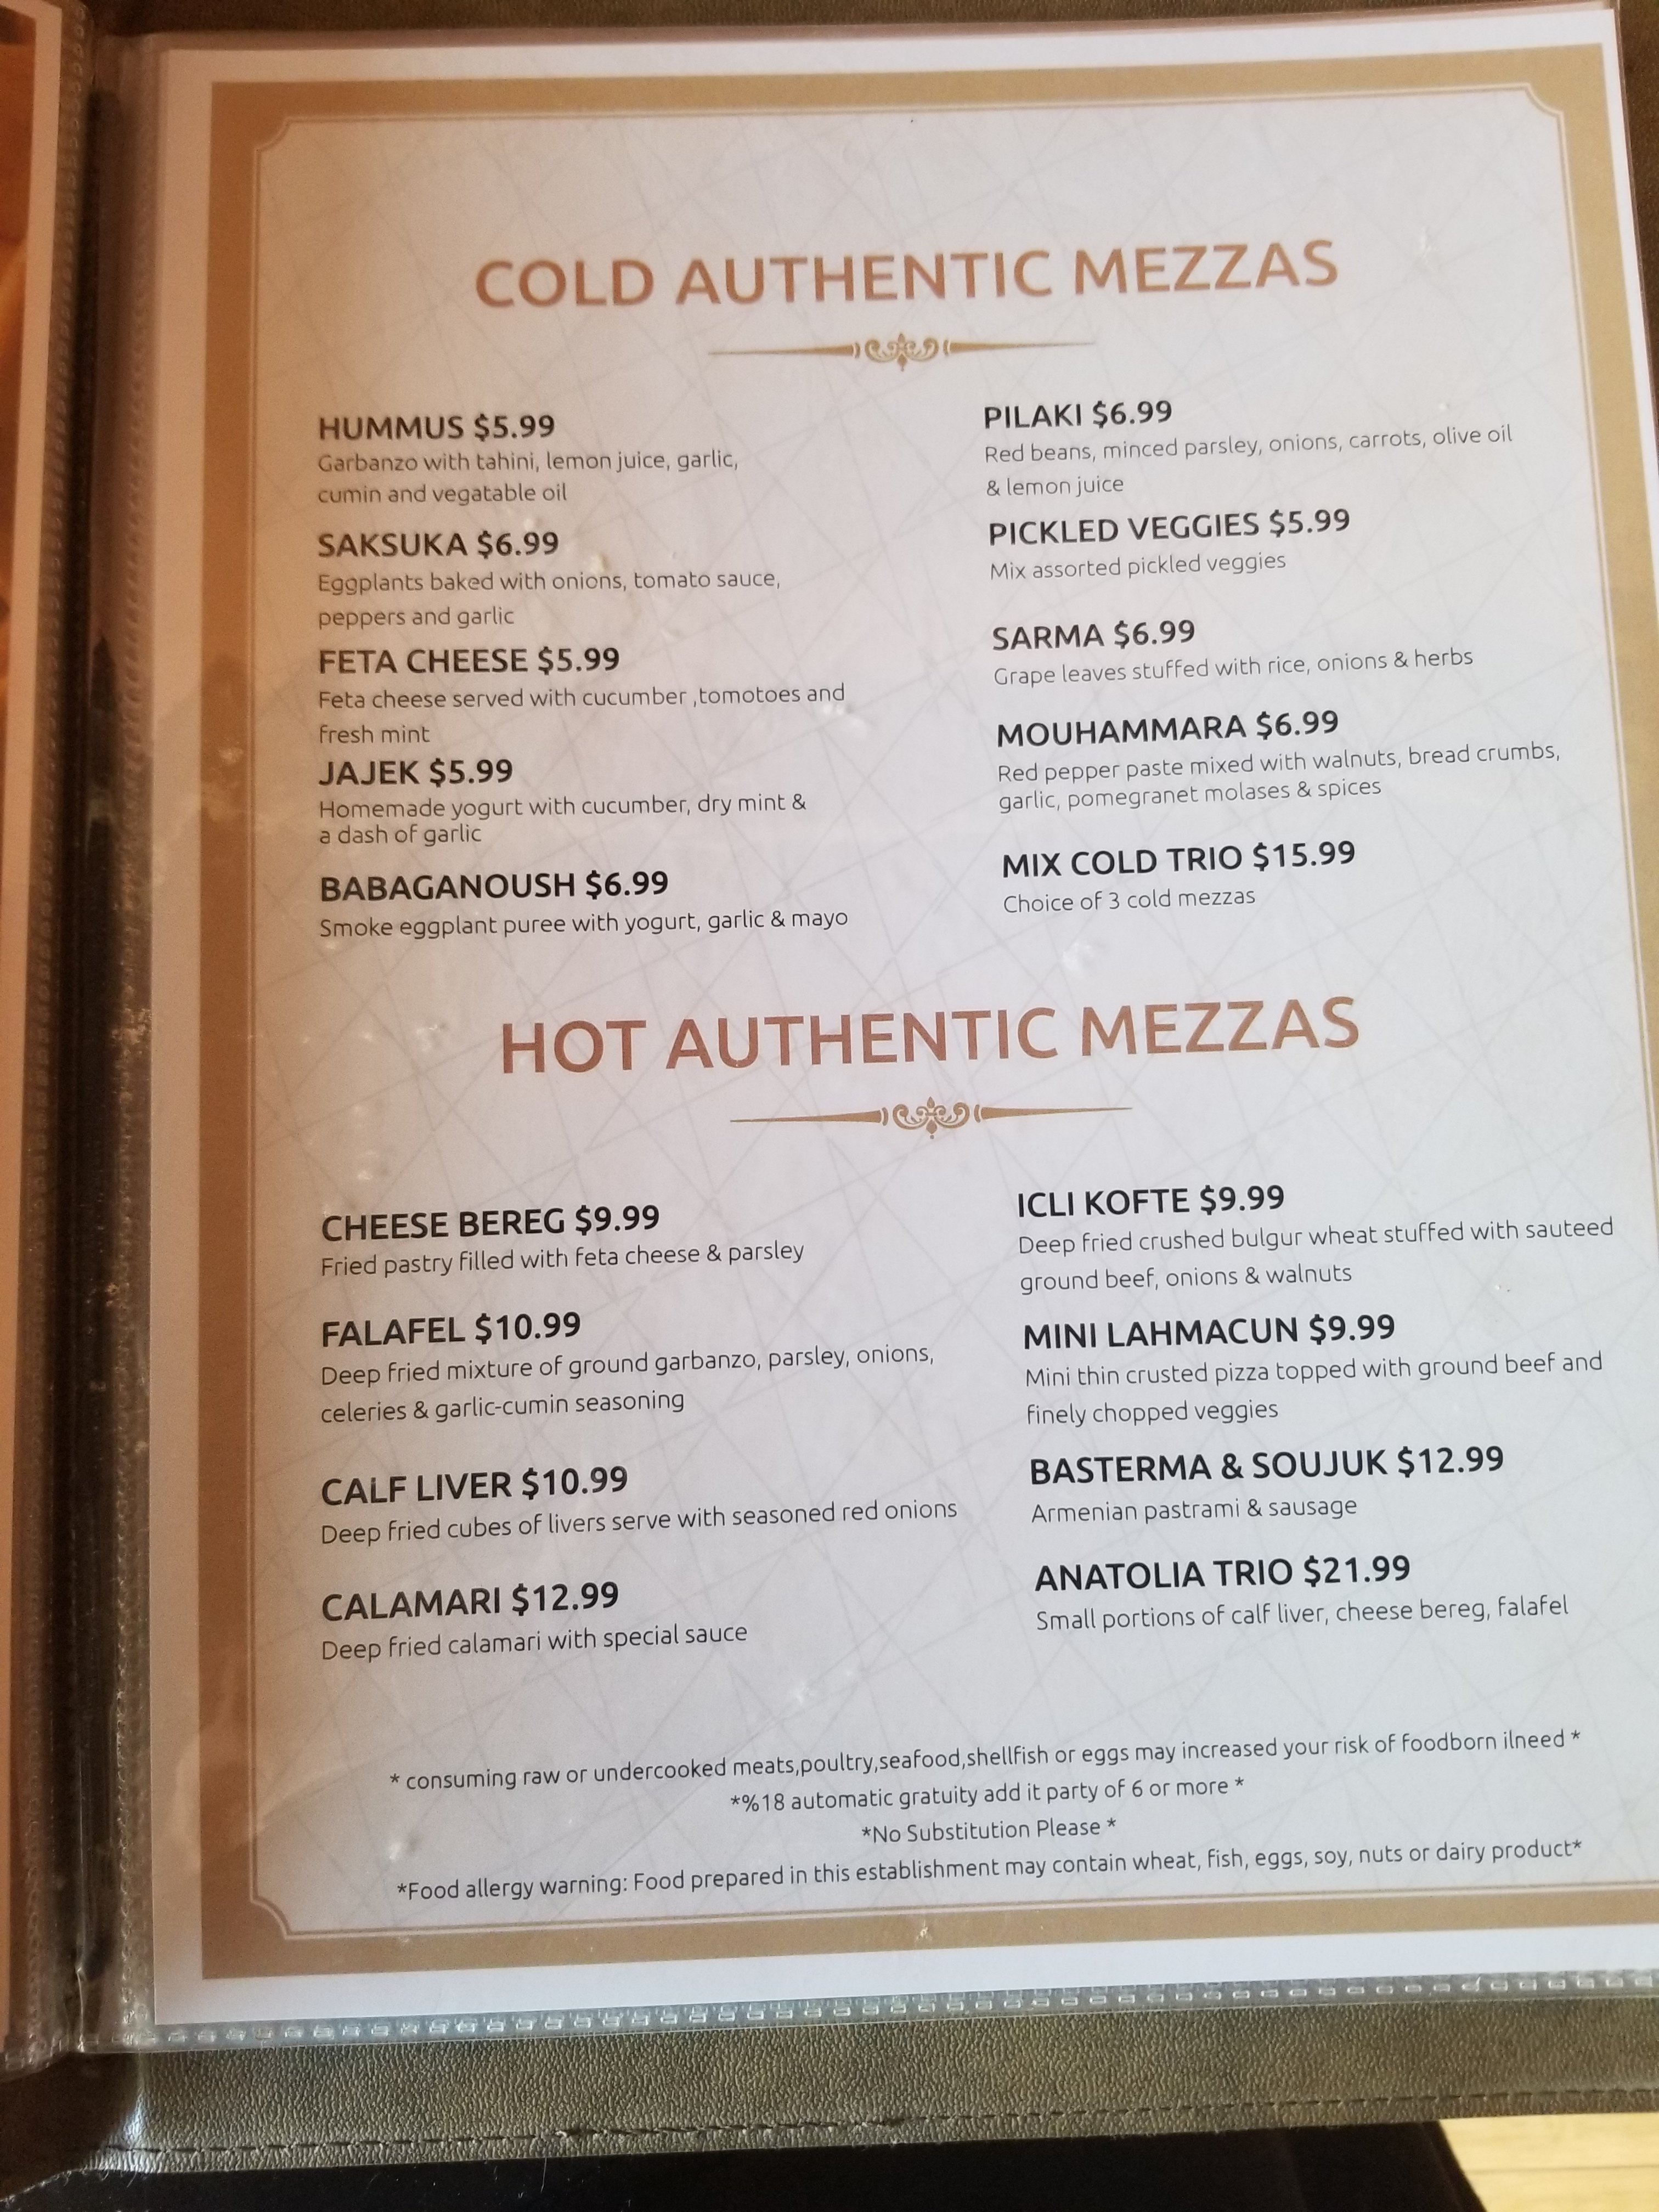 COLD AUTHENTIC MEZZAS
HUMMUS $5.99
Garbanzo with tahini, lemon juice, garlic,
cumin and vegatable oil
SAKSUKA $6.99
Eggplants baked with onions, tomato sauce,
peppers and garlic
FETA CHEESE $5.99
Feta cheese served with cucumber ,tomotoes and
fresh mint
JAJEK $5.99
Homemade yogurt with cucumber, dry mint &
a dash of garlic
BABAGANOUSH $6.99
Smoke eggplant puree with yogurt, garlic & mayo
PILAKI $6.99
Red beans, minced parsley, onions, carrots, olive oil
& lemon juice
PICKLED VEGGIES $5.99
Mix assorted pickled veggies
SARMA $6.99
Grape leaves stuffed with rice, onions & herbs
MOUHAMMARA $6.99
Red pepper paste mixed with walnuts, bread crumbs,
garlic, pomegranet molases & spices
MIX COLD TRIO $15.99
Choice of 3 cold mezzas
HOT AUTHENTIC MEZZAS
CHEESE BEREG $9.99
Fried pastry filled with feta cheese & parsley
FALAFEL $10.99
Deep fried mixture of ground garbanzo, parsley, onions,
celeries & garlic-cumin seasoning
CALF LIVER $10.99
Deep fried cubes of livers serve with seasoned red onions
CALAMARI $12.99
Deep fried calamari with special sauce
ICLI KOFTE $9.99
Deep fried crushed bulgur wheat stuffed with sauteed
ground beef, onions & walnuts
MINI LAHMACUN $9.99
Mini thin crusted pizza topped with ground beef and
finely chopped veggies
BASTERMA & SOUJUK $12.99
Armenian pastrami & sausage
ANATOLIA TRIO $21.99
Small portions of calf liver, cheese bereg, falafel
* consuming raw or undercooked meats,poultry,seafood,shellfish or eggs may increased your risk of foodborn ilneed *
*%18 automatic gratuity add it party of 6 or more *
*No Substitution Please *
*Food allergy warning: Food prepared in this establishment may contain wheat, fish, eggs, soy, nuts or dairy product*